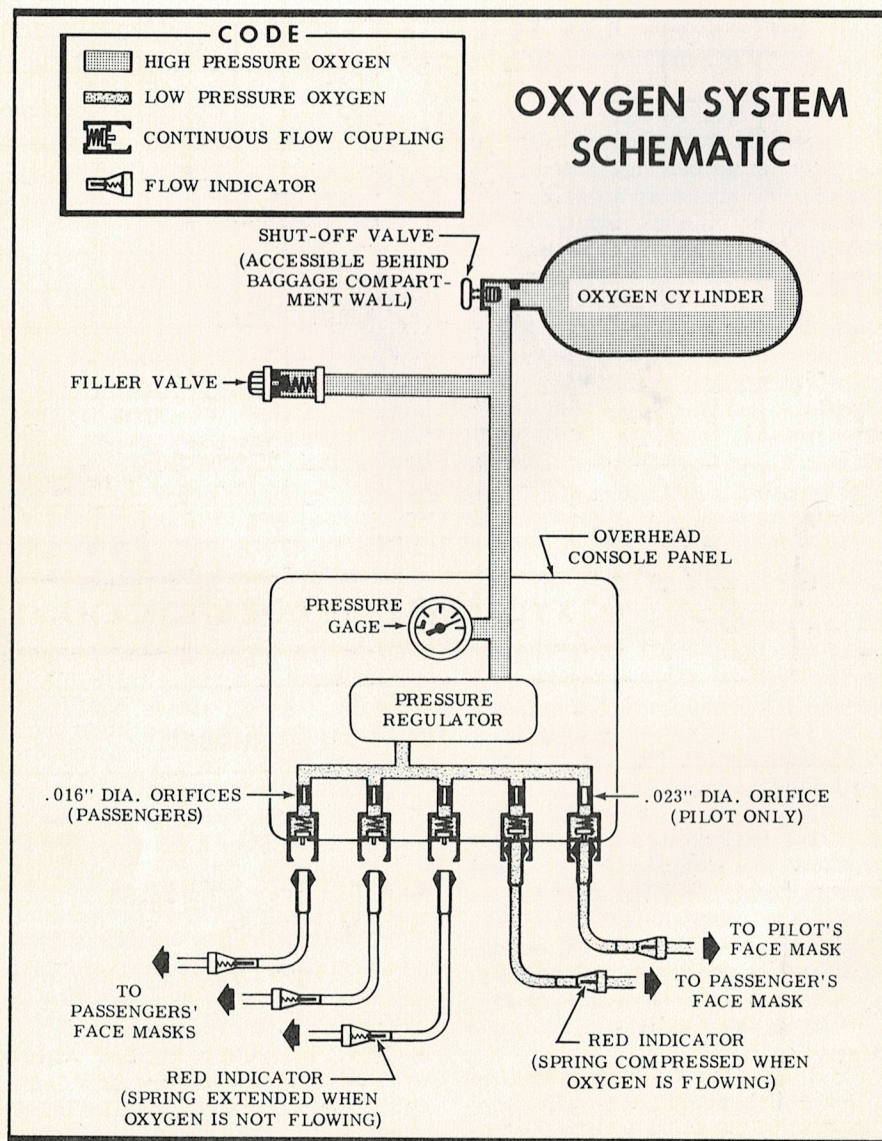 CODE
HIGH PRESSURE OXYGEN
LOW PRESSURE OXYGEN
CONTINUOUS FLOW COUPLING
FLOW INDICATOR
OXYGEN SYSTEM
SCHEMATIC
SHUT-OFF VALVE
(ACCESSIBLE BEHIND
BAGGAGE COMPART-
MENT WALL)
OXYGEN CYLINDER
FILLER VALVE
OVERHEAD
CONSOLE PANEL
PRESSURE
GAGE
PRESSURE
REGULATOR
.016" DIA. ORIFICES
(PASSENGERS)
.023" DIA. ORIFICE
(PILOT ONLY)
TO PILOT'S
FACE MASK
TO PASSENGER'S
FACE MASK
TO
PASSENGERS'
FACE MASKS
RED INDICATOR
(SPRING COMPRESSED WHEN
OXYGEN IS FLOWING)
RED INDICATOR
(SPRING EXTENDED WHEN
OXYGEN IS NOT FLOWING)